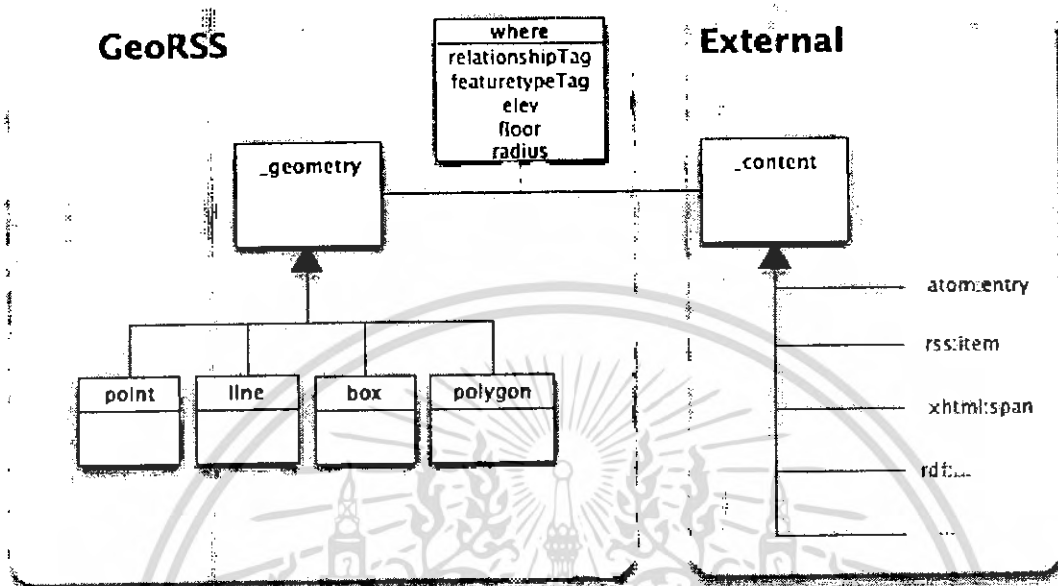 GeoRSS
where
relationshipTag
featuretypeTag
elev
floor
radius
External
_geometry
_content
point
line
box
polygon
atom:entry
rss:item
xhtml:span
rdf:...
...